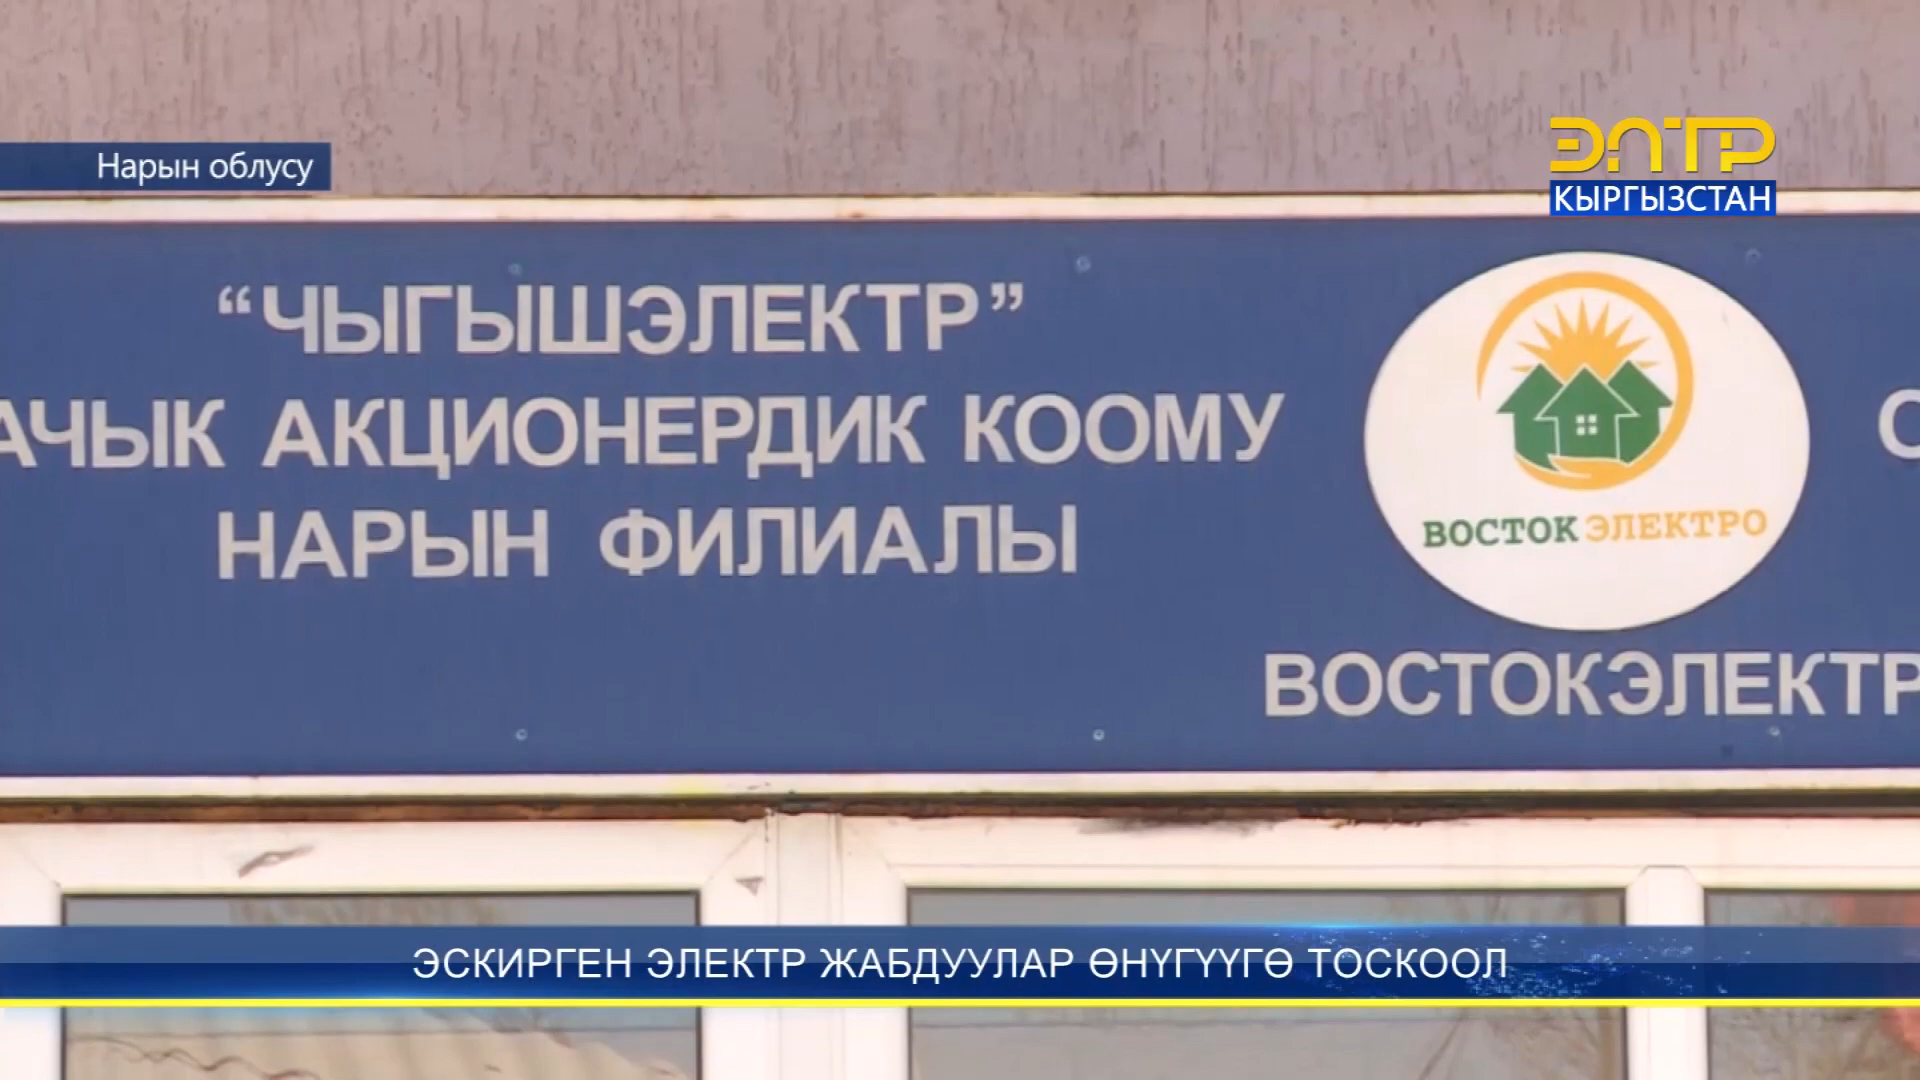 Нарын облусу
ЭЛТР
КЫРГЫЗСТАН
“ЧЫГЫШЭЛЕКТР”
АЧЫК АКЦИОНЕРДИК КООМУ
НАРЫН ФИЛИАЛЫ
ВОСТОК ЭЛЕКТРО
ВОСТОКЭЛЕКТР
ЭСКИРГЕН ЭЛЕКТР ЖАБДУУЛАР ӨНҮГҮҮГӨ ТОСКООЛ